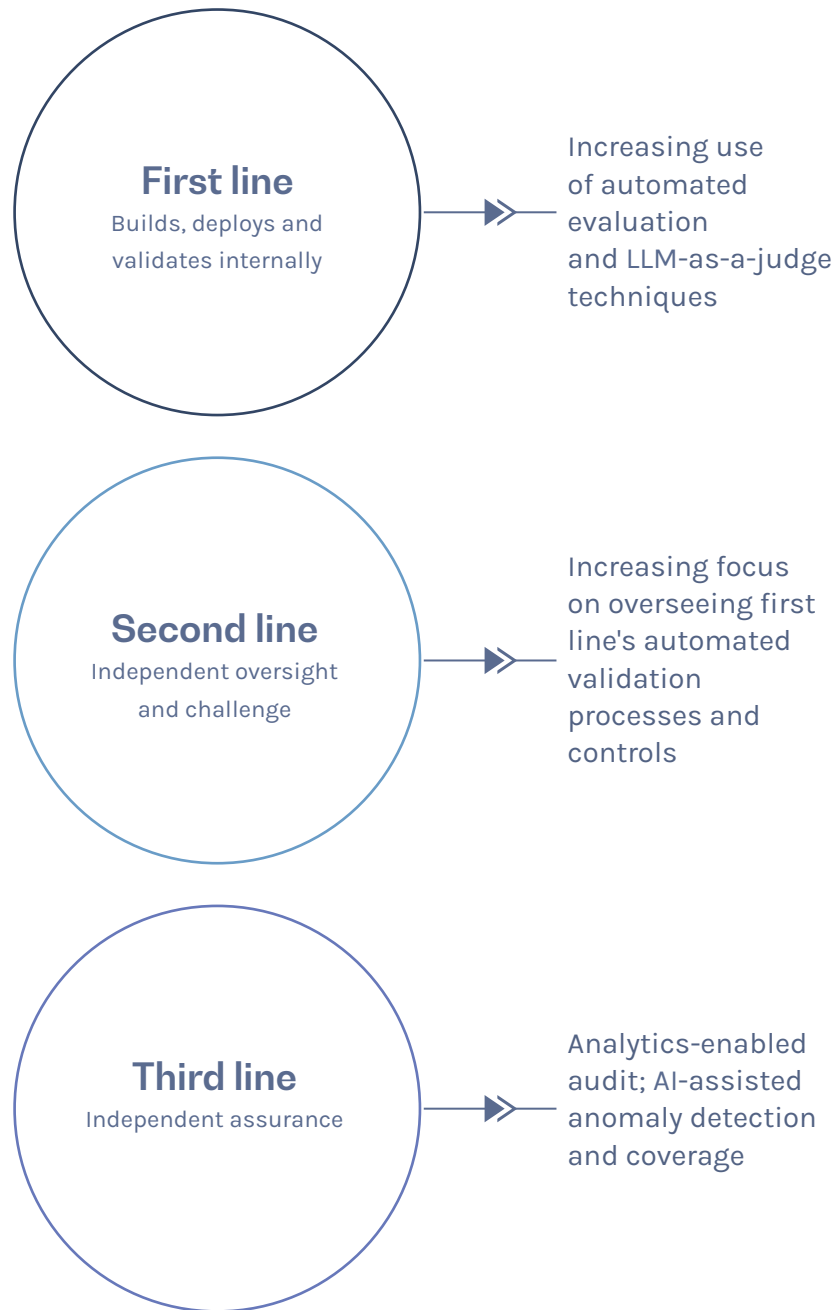 First line
Builds, deploys and
validates internally
Increasing use
of automated
evaluation
and LLM-as-a-judge
techniques
Second line
Independent oversight
and challenge
Increasing focus
on overseeing first
line's automated
validation
processes and
controls
Third line
Independent assurance
Analytics-enabled
audit; AI-assisted
anomaly detection
and coverage